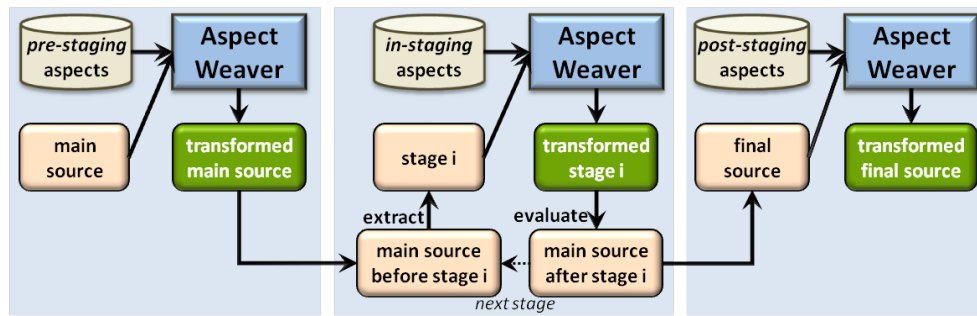 pre-staging
aspects
Aspect
Weaver
main
source
transformed
main source
in-staging
aspects
Aspect
Weaver
stage i
transformed
stage i
extract
evaluate
main source
before stage i
main source
after stage i
next stage
post-staging
aspects
Aspect
Weaver
final
source
transformed
final source